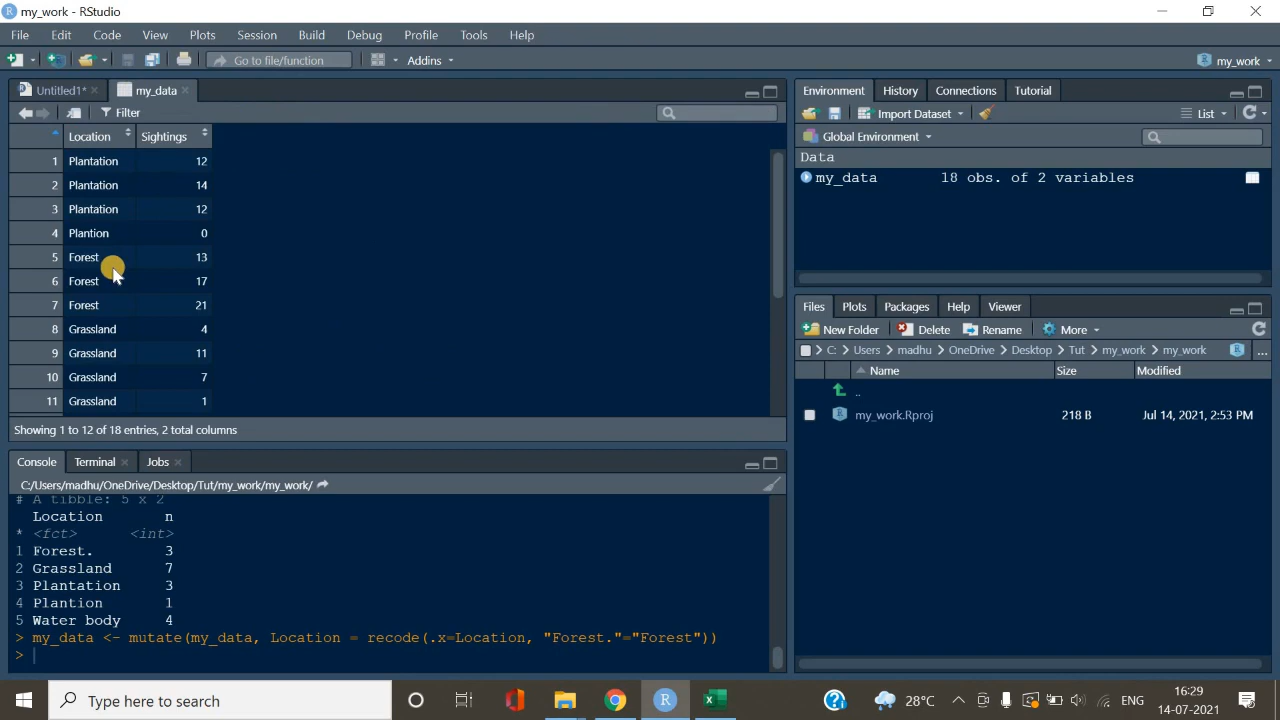 my_work - RStudio
File Edit Code View Plots Session Build Debug Profile Tools Help
Go to file/function Addins my_work
Untitled1* my_data
Filter
Location Sightings
1 Plantation 12
2 Plantation 14
3 Plantation 12
4 Plantion 0
5 Forest 13
6 Forest 17
7 Forest 21
8 Grassland 4
9 Grassland 11
10 Grassland 7
11 Grassland 1
Showing 1 to 12 of 18 entries, 2 total columns
Console Terminal Jobs
C:/Users/madhu/OneDrive/Desktop/Tut/my_work/my_work/
# A tibble: 5 x 2
Location n
* <fct> <int>
1 Forest. 3
2 Grassland 7
3 Plantation 3
4 Plantion 1
5 Water body 4
> my_data <- mutate(my_data, Location = recode(.x=Location, "Forest."="Forest"))
>
Environment History Connections Tutorial
Import Dataset List
Global Environment
Data
my_data 18 obs. of 2 variables
Files Plots Packages Help Viewer
New Folder Delete Rename More
C: Users madhu OneDrive Desktop Tut my_work my_work ...
Name Size Modified
..
my_work.Rproj 218 B Jul 14, 2021, 2:53 PM
Type here to search
28°C ENG
16:29
14-07-2021